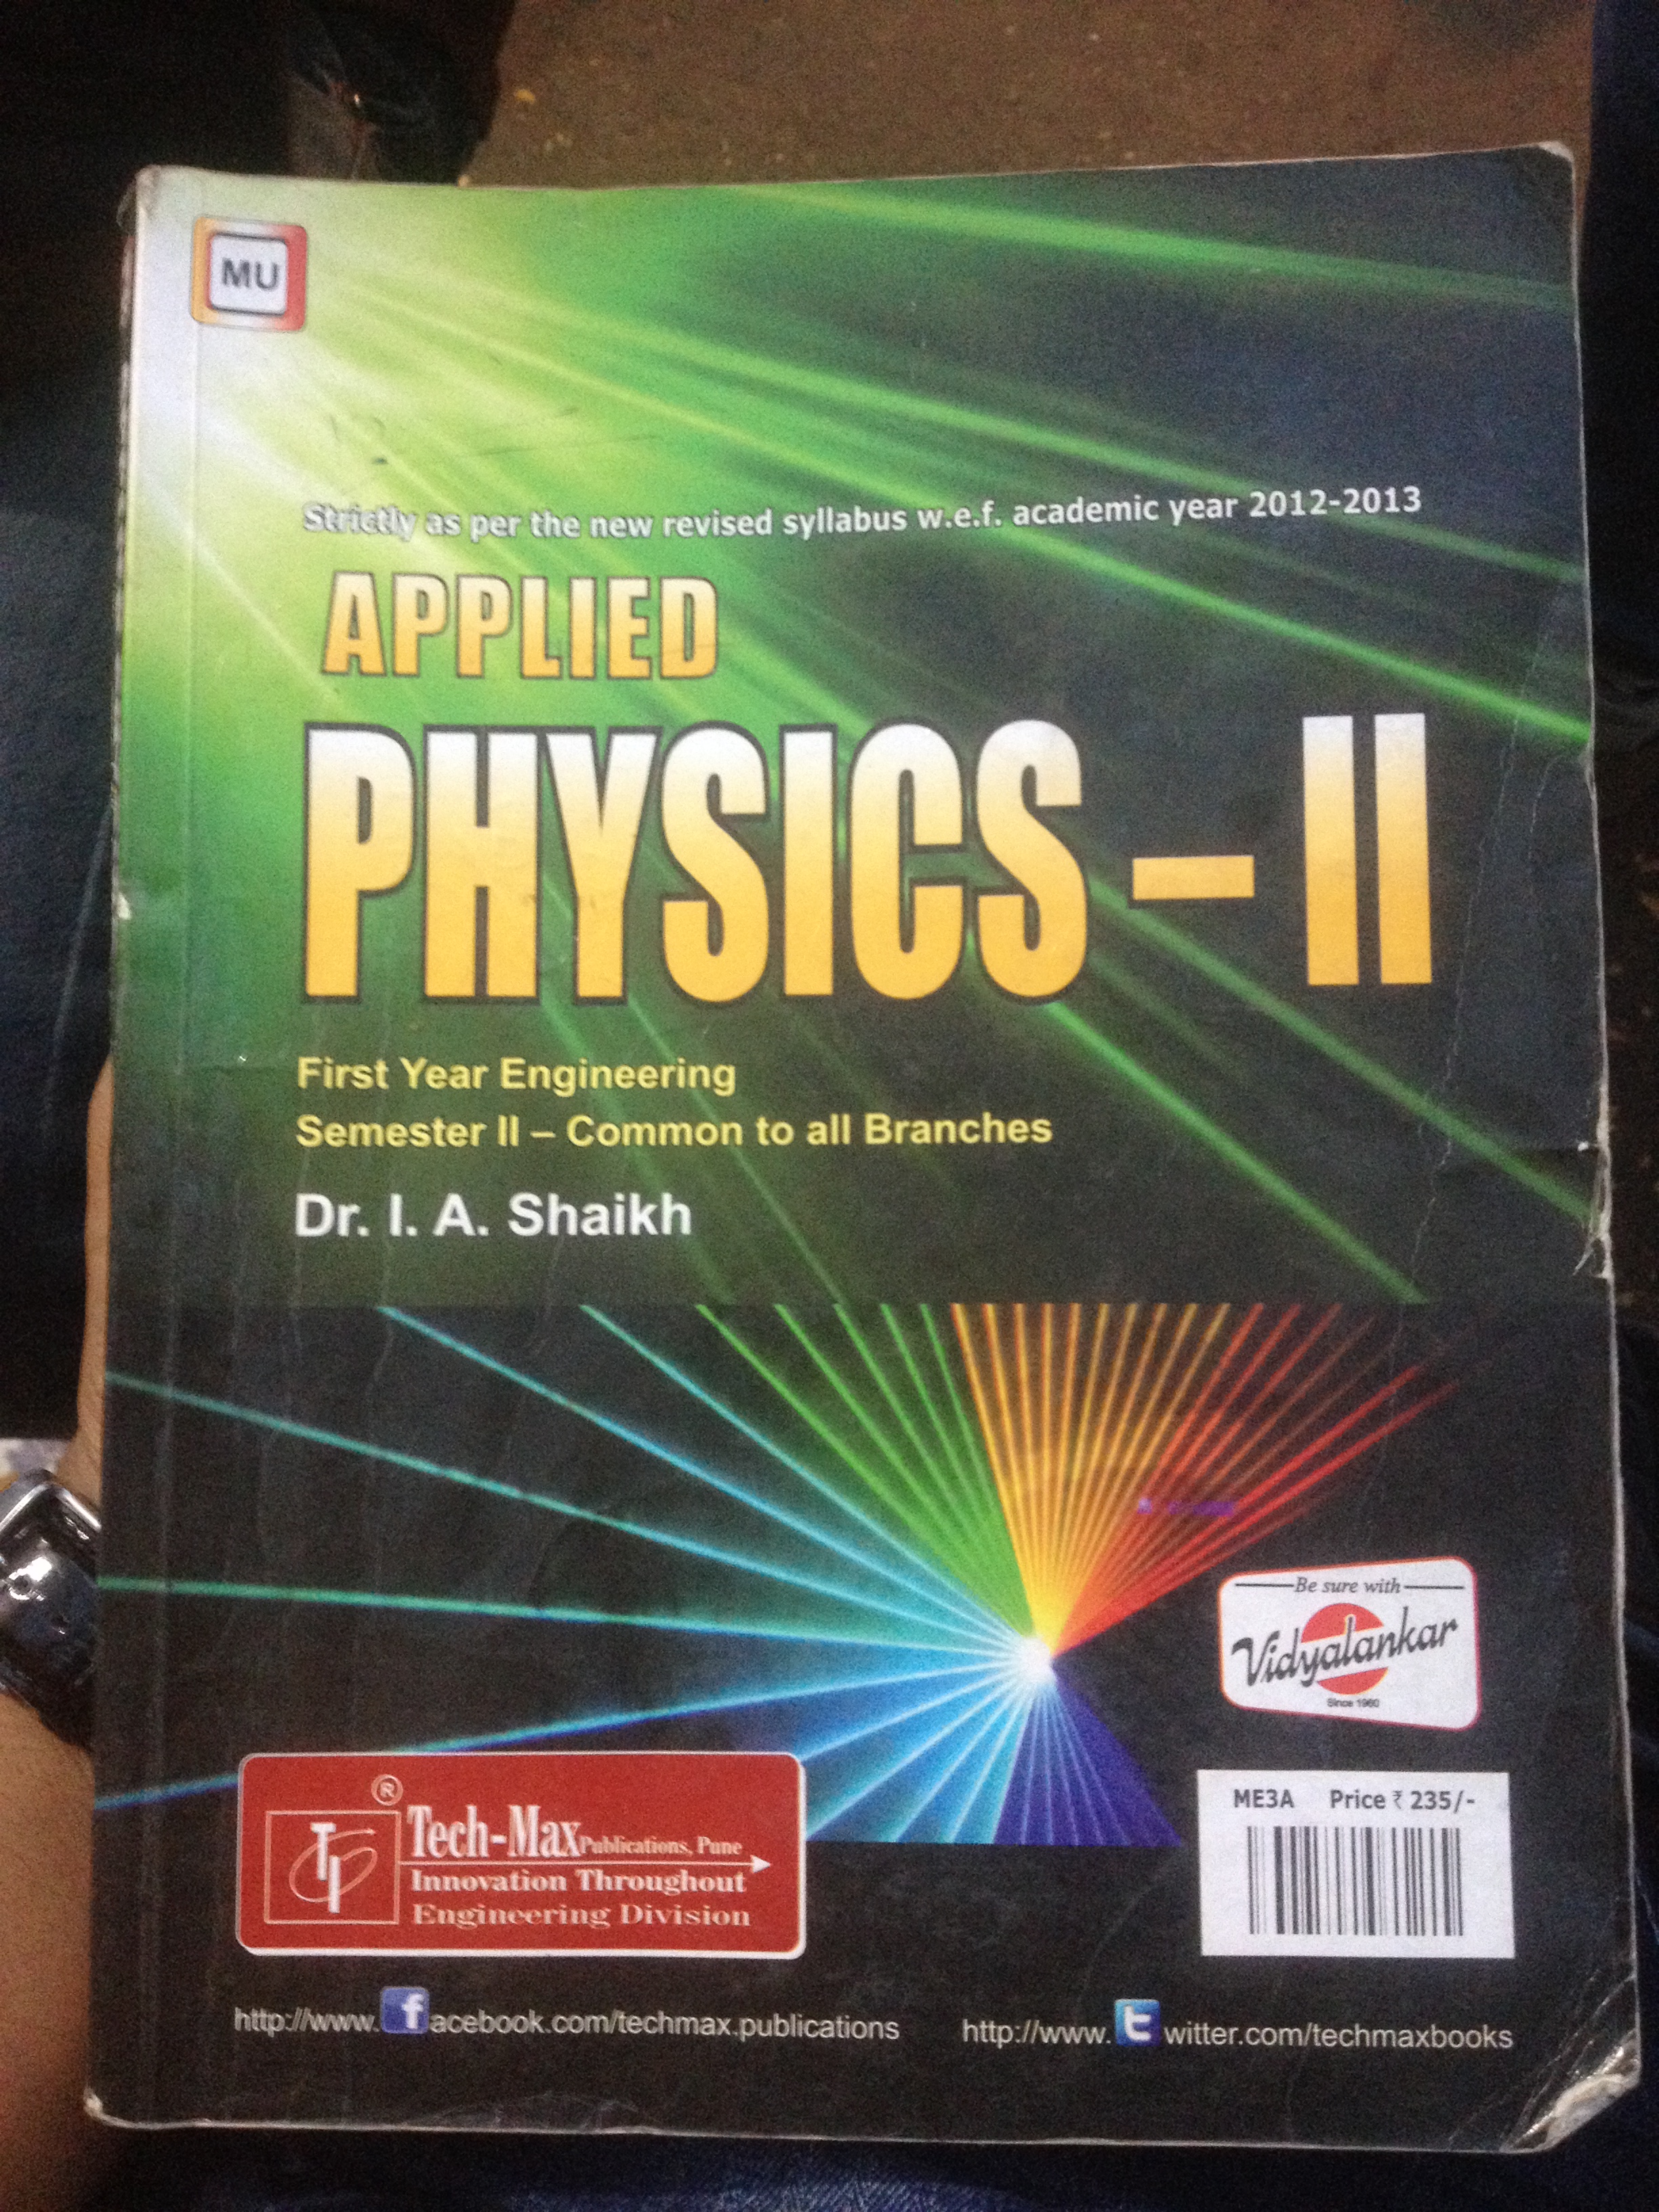 MU
Strictly as per the new revised syllabus w.e.f. academic year 2012-2013
APPLIED
PHYSICS – II
First Year Engineering
Semester II – Common to all Branches
Dr. I. A. Shaikh
Be sure with
Vidyalankar
Since 1960
ME3A Price ₹ 235/-
®
Tech-Max Publications, Pune
Innovation Throughout
Engineering Division
http://www.facebook.com/techmax.publications
http://www.twitter.com/techmaxbooks